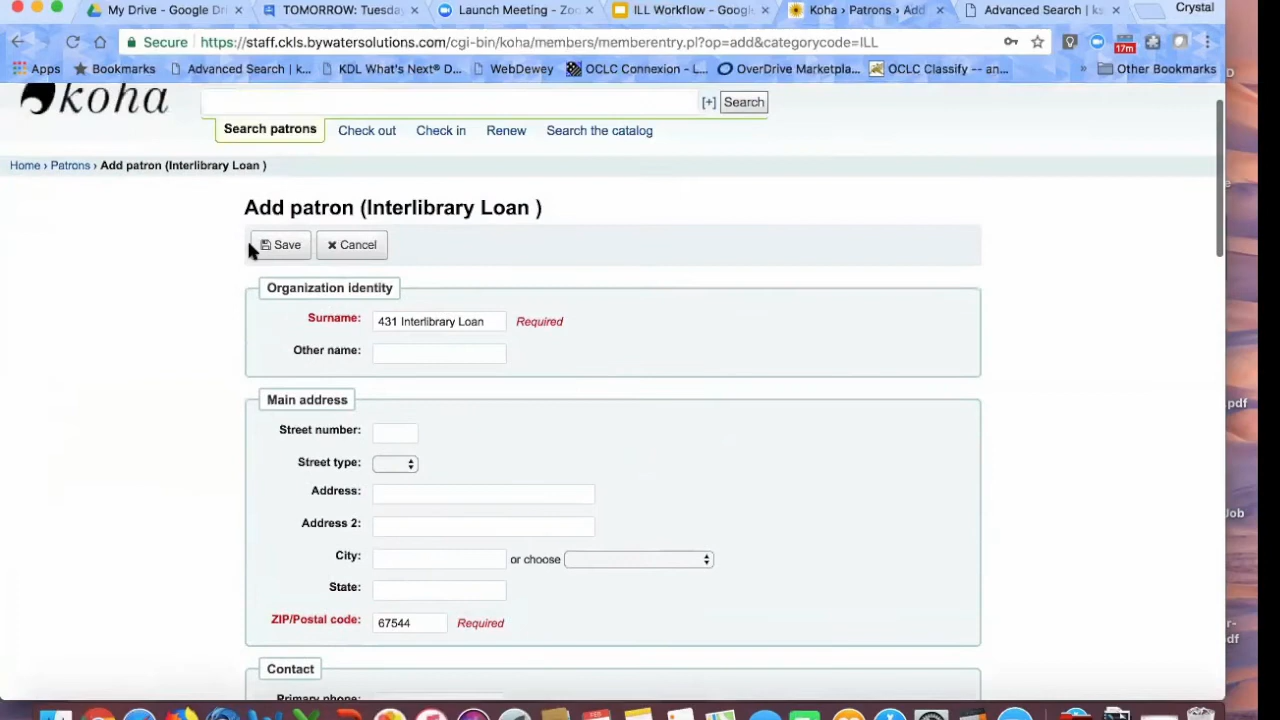 My Drive - Google Dri
TOMORROW: Tuesda
Launch Meeting - Zoo
ILL Workflow - Google
Koha › Patrons › Add
Advanced Search | ks
Crystal
Secure
https://staff.ckls.bywatersolutions.com/cgi-bin/koha/members/memberentry.pl?op=add&categorycode=ILL
17m
Apps
Bookmarks
Advanced Search | k...
KDL What's Next® D...
WebDewey
OCLC Connexion - L...
OverDrive Marketpla...
OCLC Classify -- an...
»
Other Bookmarks
koha
[+]
Search
Search patrons
Check out
Check in
Renew
Search the catalog
Home › Patrons › Add patron (Interlibrary Loan )
Add patron (Interlibrary Loan )
Save
Cancel
Organization identity
Surname: 431 Interlibrary Loan Required
Other name:
Main address
Street number:
Street type:
Address:
Address 2:
City: or choose
State:
ZIP/Postal code: 67544 Required
Contact
Primary phone:
pdf